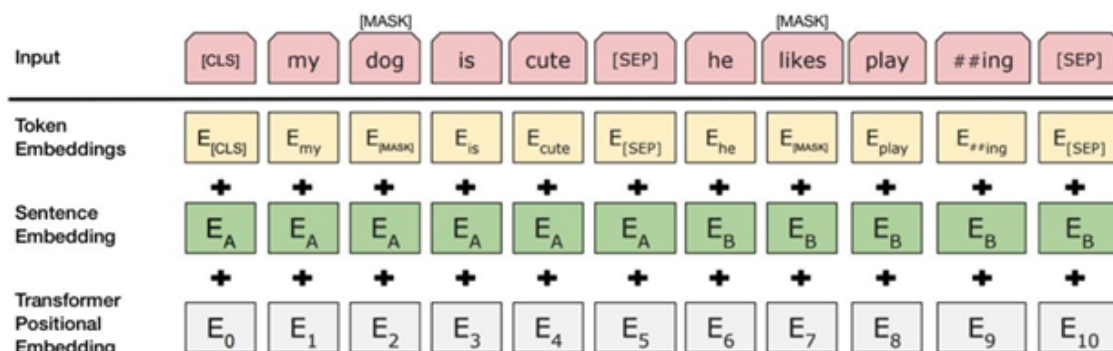 [MASK] [MASK]
Input [CLS] my dog is cute [SEP] he likes play ##ing [SEP]
Token
Embeddings
E[CLS] Emy E[MASK] Eis Ecute E[SEP] Ehe E[MASK] Eplay E##ing E[SEP]
Sentence
Embedding
EA EA EA EA EA EA EB EB EB EB EB
Transformer
Positional
Embedding
E0 E1 E2 E3 E4 E5 E6 E7 E8 E9 E10